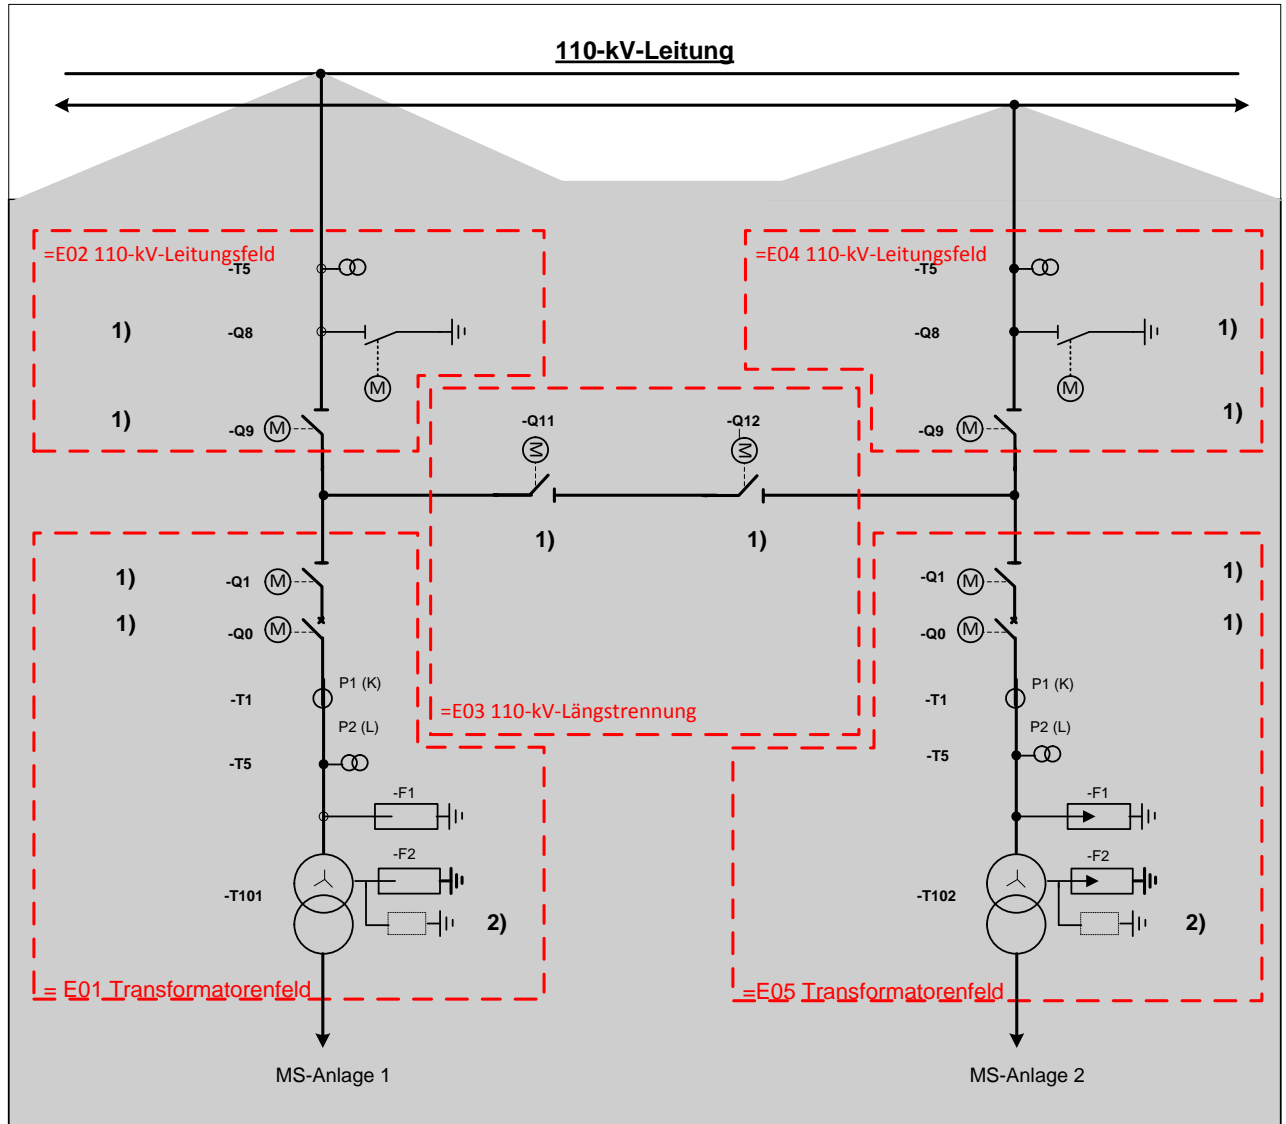 110-kV-Leitung
=E02 110-kV-Leitungsfeld
-T5
1)
-Q8
M
1)
-Q9
M
=E04 110-kV-Leitungsfeld
-T5
-Q8
1)
M
1)
-Q9
M
-Q11
M
-Q12
M
1)
1)
=E03 110-kV-Längstrennung
1)
-Q1
M
1)
-Q0
M
P1 (K)
-T1
P2 (L)
-T5
-F1
-F2
-T101
2)
= E01 Transformatorenfeld
MS-Anlage 1
-Q1
M
1)
-Q0
M
1)
P1 (K)
-T1
P2 (L)
-T5
-F1
-F2
-T102
2)
=E05 Transformatorenfeld
MS-Anlage 2